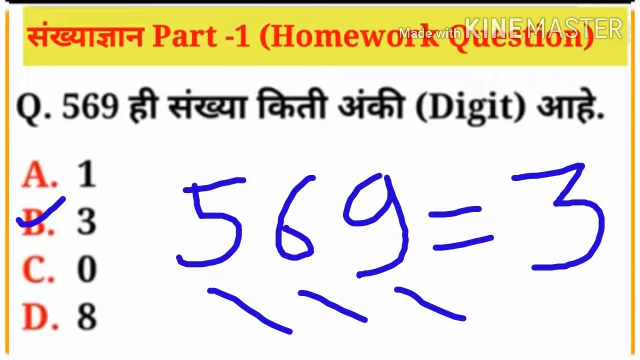 संख्याज्ञान Part -1 (Homework Question)
Made with KINEMASTER
Q. 569 ही संख्या किती अंकी (Digit) आहे.
A. 1
B. 3
C. 0
D. 8
569 = 3